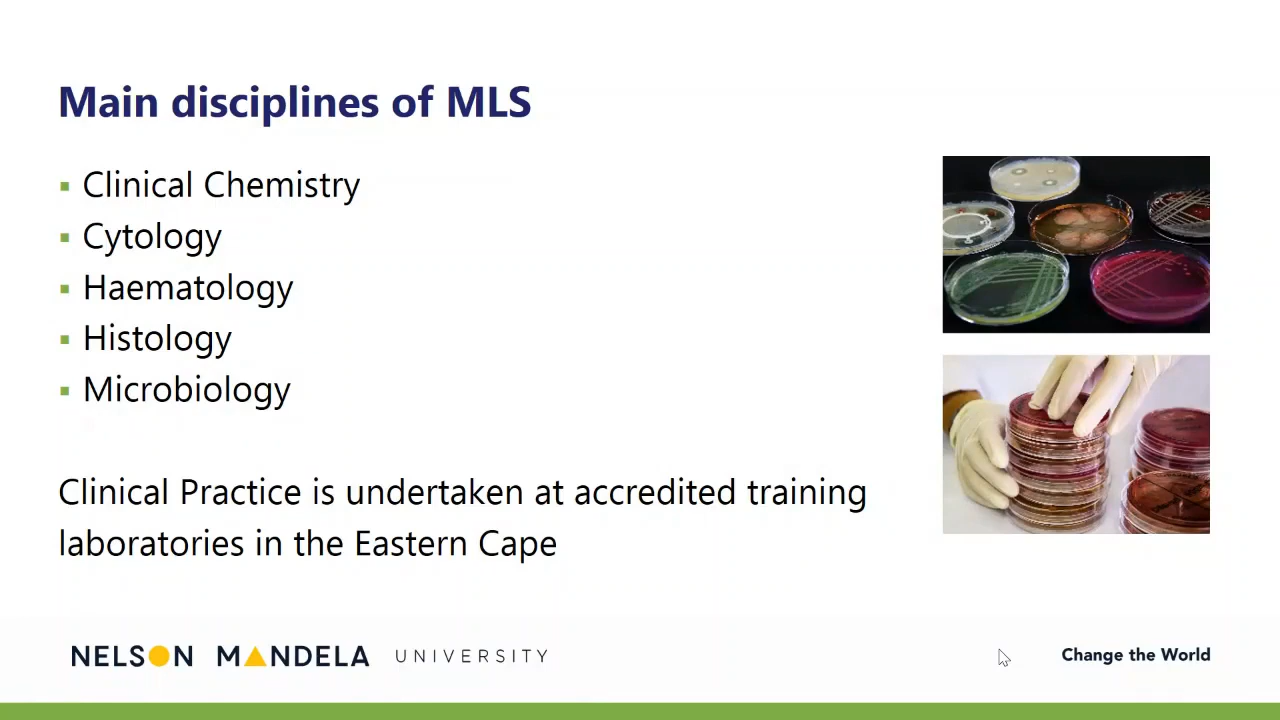 Main disciplines of MLS
Clinical Chemistry
Cytology
Haematology
Histology
Microbiology
Clinical Practice is undertaken at accredited training
laboratories in the Eastern Cape
NELSON MANDELA UNIVERSITY
Change the World